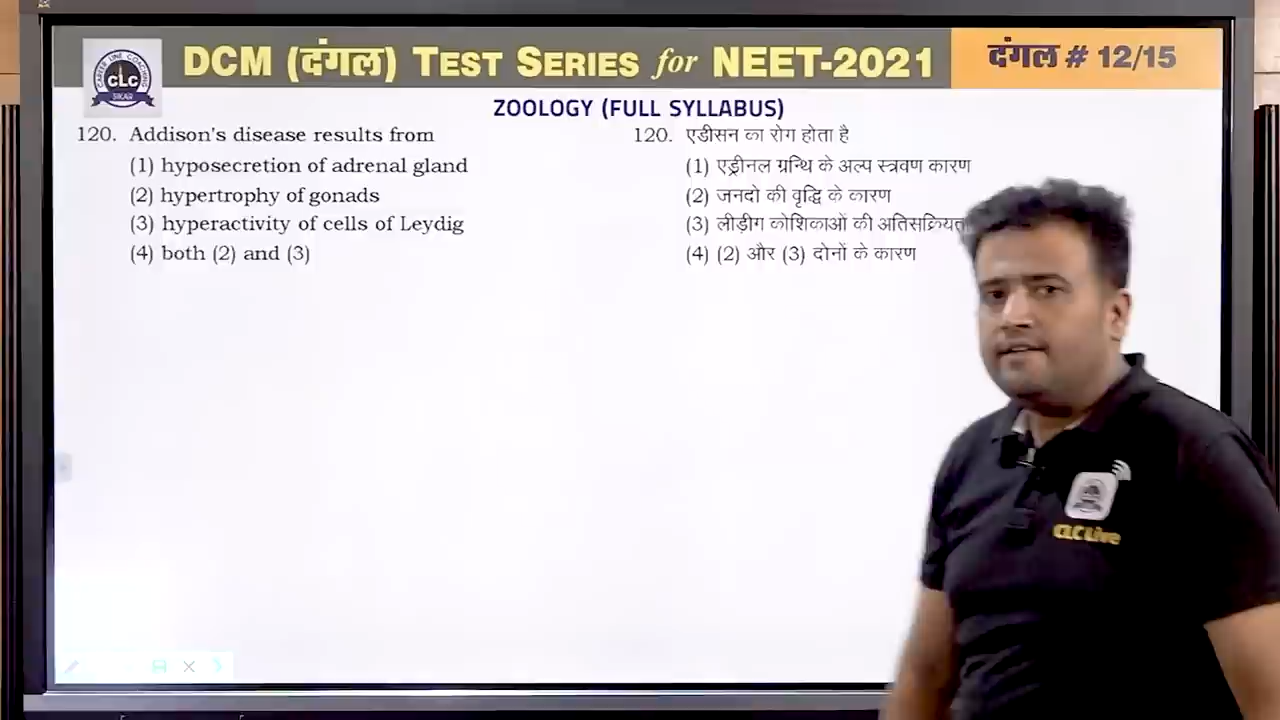 DCM (दंगल) TEST SERIES for NEET-2021
दंगल # 12/15
CAREER LINE COACHING
CLC
SIKAR
ZOOLOGY (FULL SYLLABUS)
120. Addison's disease results from
(1) hyposecretion of adrenal gland
(2) hypertrophy of gonads
(3) hyperactivity of cells of Leydig
(4) both (2) and (3)
120. एडीसन का रोग होता है
(1) एड्रीनल ग्रन्थि के अल्प स्त्रवण कारण
(2) जनदो की वृद्धि के कारण
(3) लीड़ीग कोशिकाओं की
(4) (2) और (3) दोनों के कारण
CLC Live